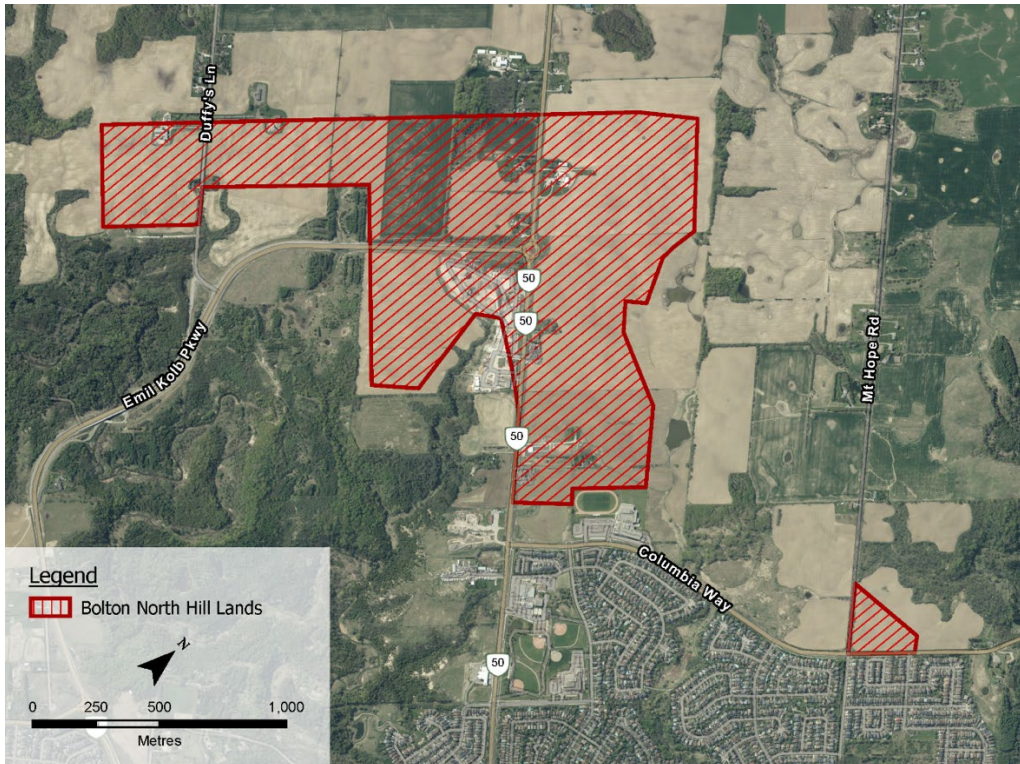 Duffy's Ln
50
50
Mt Hope Rd
Emil Kolb Pkwy
50
Columbia Way
50
Legend
Bolton North Hill Lands
N
0 250 500 1,000
Metres